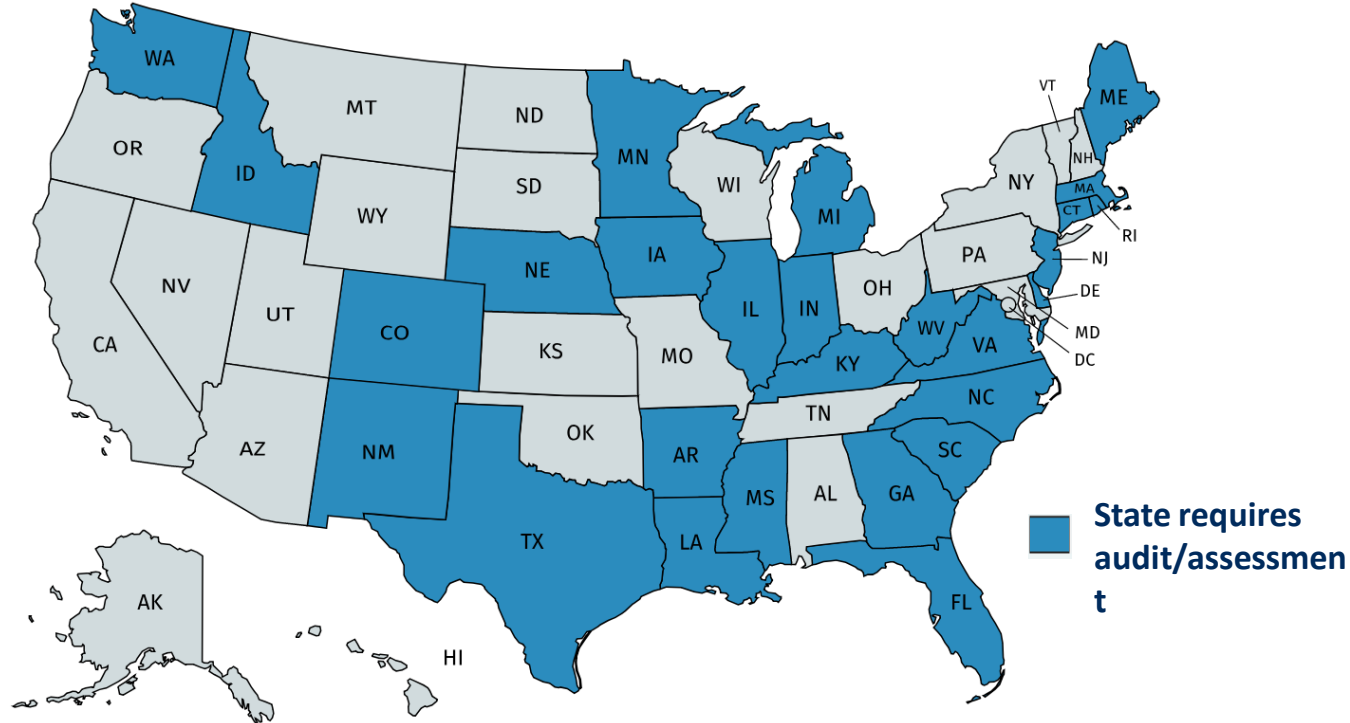 WA
MT
ND
MN
VT
ME
OR
ID
SD
WI
NY
NH
WY
MI
MA
CT
RI
NE
IA
PA
NJ
NV
UT
CO
IL
IN
OH
DE
CA
KS
MO
WV
VA
MD
KY
DC
AZ
NM
OK
AR
TN
NC
SC
MS
AL
GA
TX
LA
FL
State requires
audit/assessmen
t
AK
HI